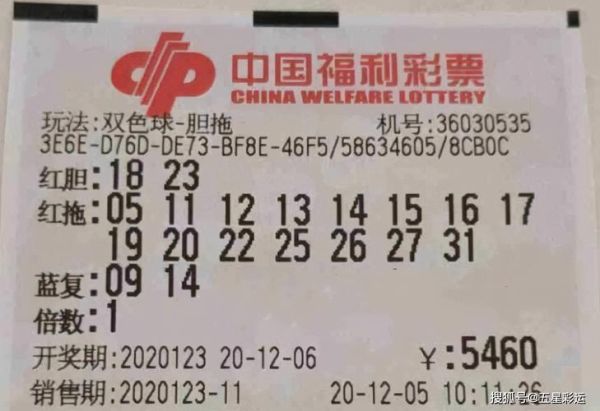 中国福利彩票
CHINA WELFARE LOTTERY
玩法:双色球-胆拖 机号:36030535
3E6E-D76D-DE73-BF8E-46F5/58634605/8CB0C
红胆:18 23
红拖:05 11 12 13 14 15 16 17
19 20 22 25 26 27 31
蓝复:09 14
倍数:1
开奖期:2020123 20-12-06 ¥:5460
销售期:2020123-11 20-12-05 10:11:26
搜狐号@五星彩运